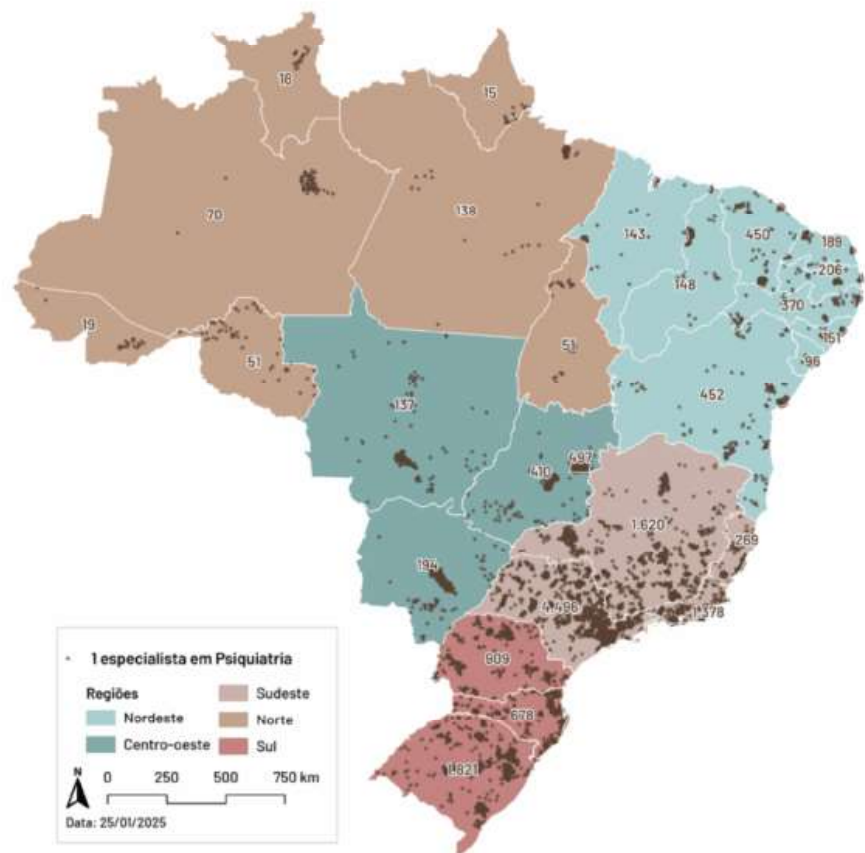 16
15
70
138
143
450
189
206
148
370
19
151
51
51
96
137
452
497
410
1.620
269
194
4.496
1.378
909
678
1.821
1 especialista em Psiquiatria
Regiões
Sudeste
Nordeste
Norte
Centro-oeste
Sul
N
0 250 500 750 km
Data: 25/01/2025